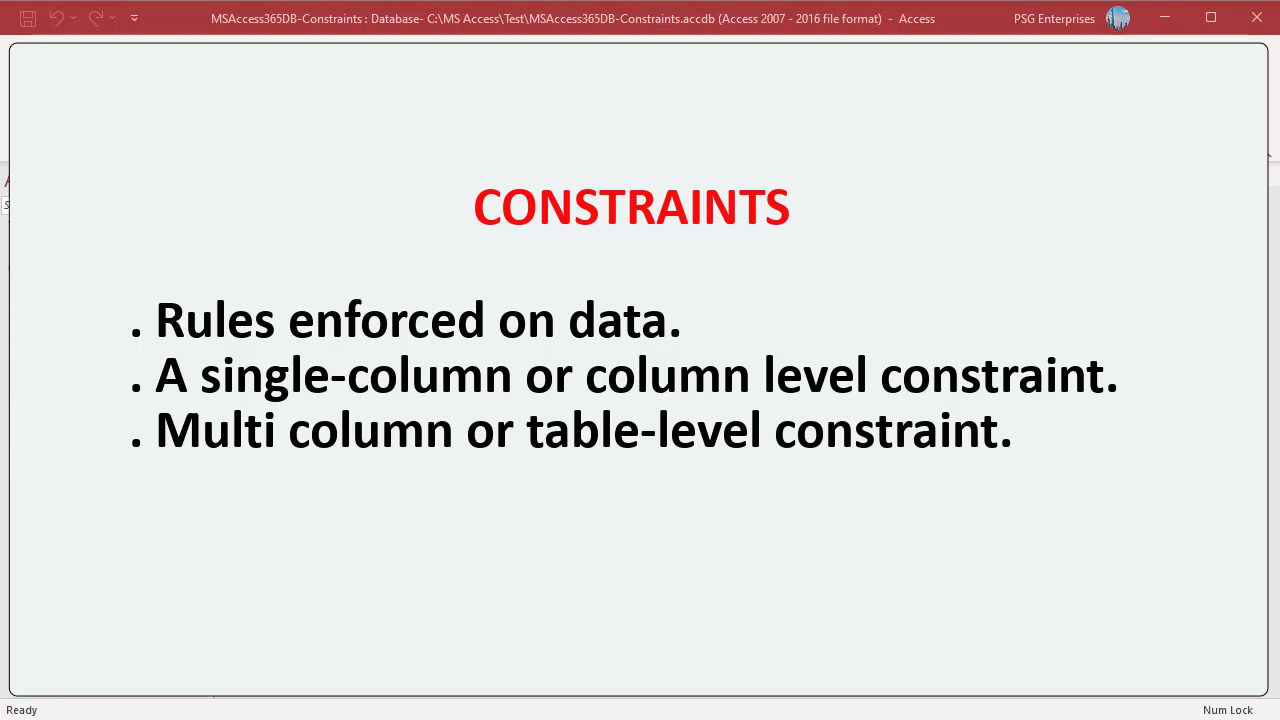 MSAccess365DB-Constraints : Database- C:\MS Access\Test\MSAccess365DB-Constraints.accdb (Access 2007 - 2016 file format) - Access
PSG Enterprises
CONSTRAINTS
. Rules enforced on data.
. A single-column or column level constraint.
. Multi column or table-level constraint.
Ready
Num Lock